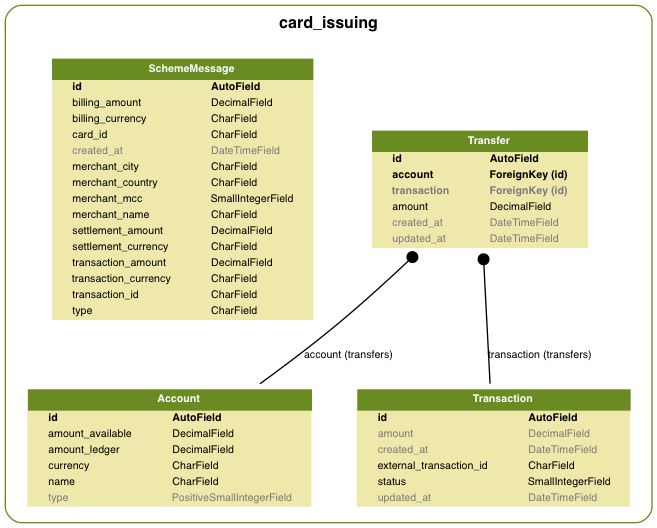 card_issuing
SchemeMessage
id AutoField
billing_amount DecimalField
billing_currency CharField
card_id CharField
created_at DateTimeField
merchant_city CharField
merchant_country CharField
merchant_mcc SmallIntegerField
merchant_name CharField
settlement_amount DecimalField
settlement_currency CharField
transaction_amount DecimalField
transaction_currency CharField
transaction_id CharField
type CharField
Transfer
id AutoField
account ForeignKey (id)
transaction ForeignKey (id)
amount DecimalField
created_at DateTimeField
updated_at DateTimeField
account (transfers)
transaction (transfers)
Account
id AutoField
amount_available DecimalField
amount_ledger DecimalField
currency CharField
name CharField
type PositiveSmallIntegerField
Transaction
id AutoField
amount DecimalField
created_at DateTimeField
external_transaction_id CharField
status SmallIntegerField
updated_at DateTimeField